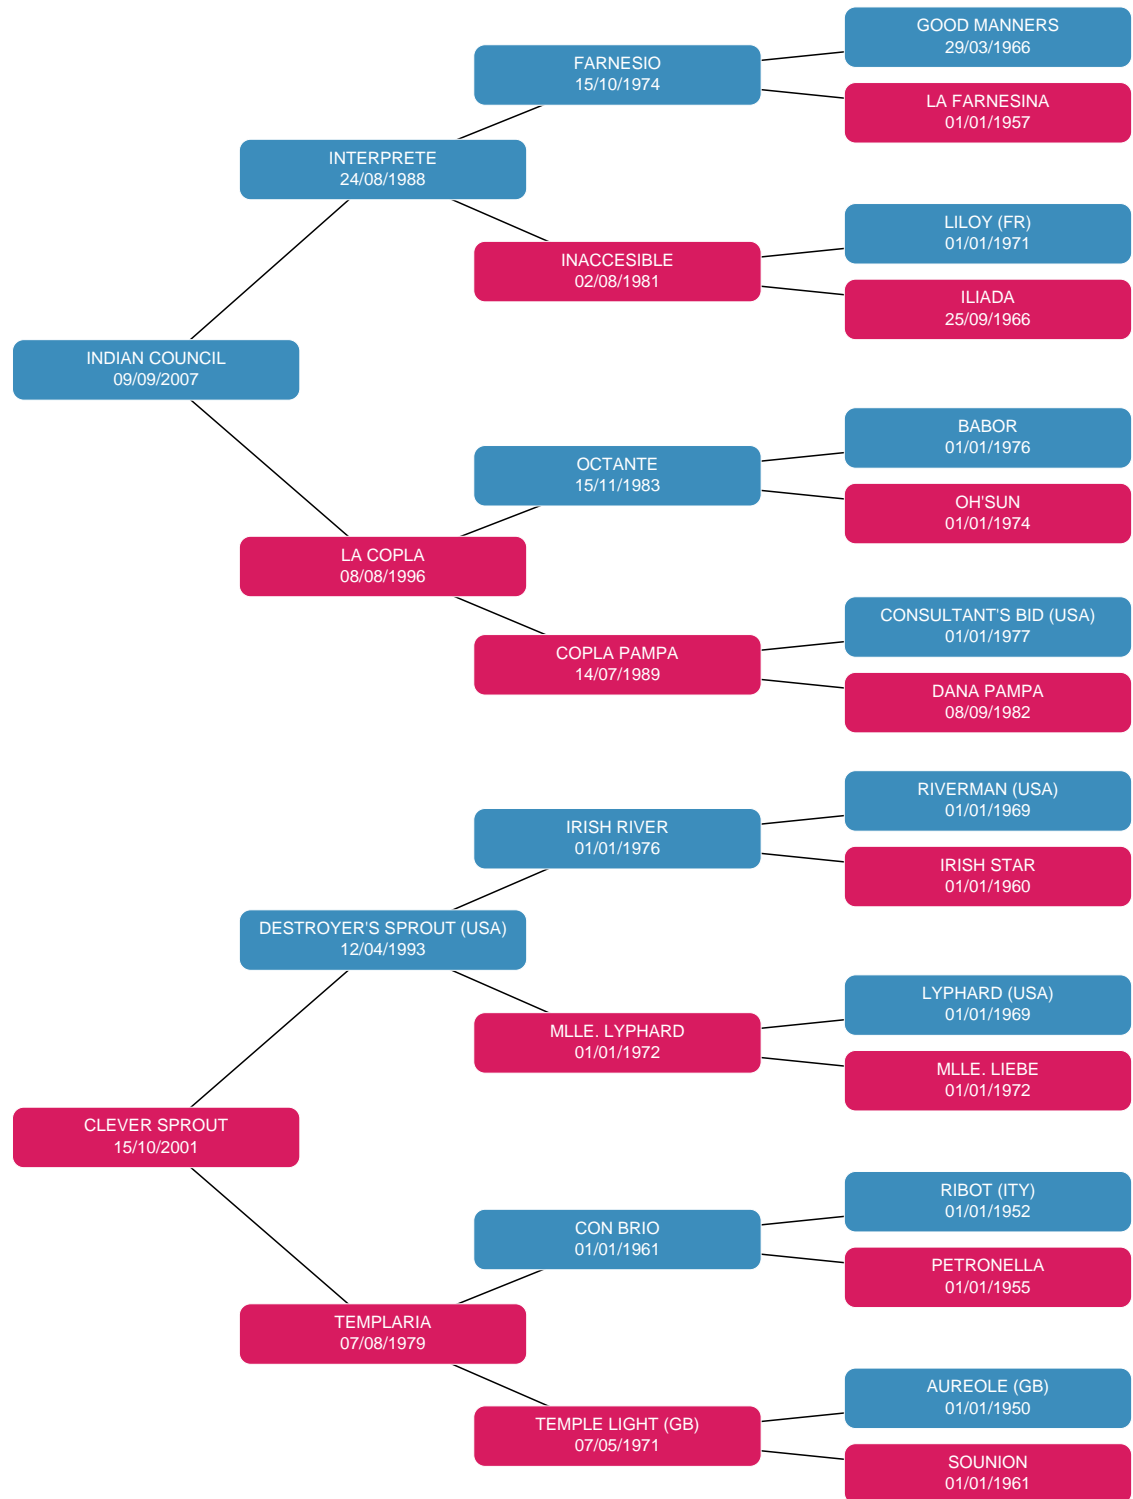 GOOD MANNERS
29/03/1966
FARNESIO
15/10/1974
LA FARNESINA
01/01/1957
INTERPRETE
24/08/1988
LILOY (FR)
01/01/1971
INACCESIBLE
02/08/1981
ILIADA
25/09/1966
INDIAN COUNCIL
09/09/2007
BABOR
01/01/1976
OCTANTE
15/11/1983
OH'SUN
01/01/1974
LA COPLA
08/08/1996
CONSULTANT'S BID (USA)
01/01/1977
COPLA PAMPA
14/07/1989
DANA PAMPA
08/09/1982
RIVERMAN (USA)
01/01/1969
IRISH RIVER
01/01/1976
IRISH STAR
01/01/1960
DESTROYER'S SPROUT (USA)
12/04/1993
LYPHARD (USA)
01/01/1969
MLLE. LYPHARD
01/01/1972
MLLE. LIEBE
01/01/1972
CLEVER SPROUT
15/10/2001
RIBOT (ITY)
01/01/1952
CON BRIO
01/01/1961
PETRONELLA
01/01/1955
TEMPLARIA
07/08/1979
AUREOLE (GB)
01/01/1950
TEMPLE LIGHT (GB)
07/05/1971
SOUNION
01/01/1961